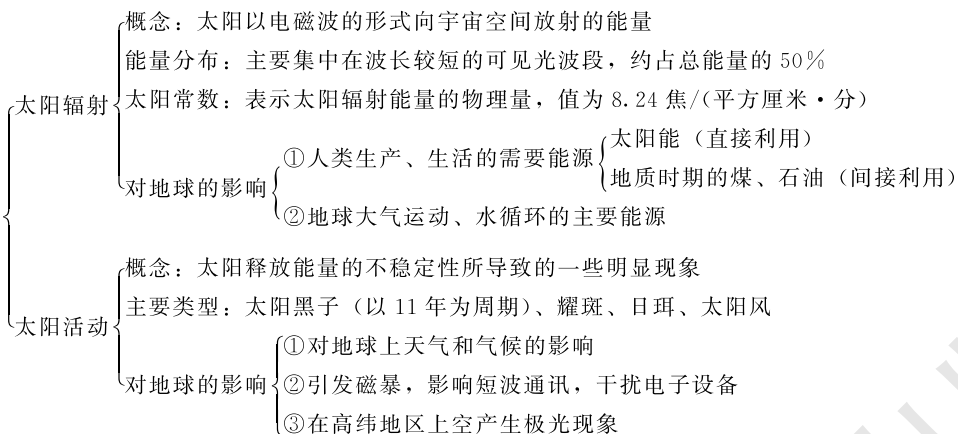 概念：太阳以电磁波的形式向宇宙空间放射的能量
能量分布：主要集中在波长较短的可见光波段，约占总能量的 50%
太阳辐射
太阳常数：表示太阳辐射能量的物理量，值为 8.24 焦/(平方厘米·分)
对地球的影响
①人类生产、生活的需要能源
太阳能（直接利用）
地质时期的煤、石油（间接利用）
②地球大气运动、水循环的主要能源
概念：太阳释放能量的不稳定性所导致的一些明显现象
主要类型：太阳黑子（以 11 年为周期）、耀斑、日珥、太阳风
太阳活动
对地球的影响
①对地球上天气和气候的影响
②引发磁暴，影响短波通讯，干扰电子设备
③在高纬地区上空产生极光现象